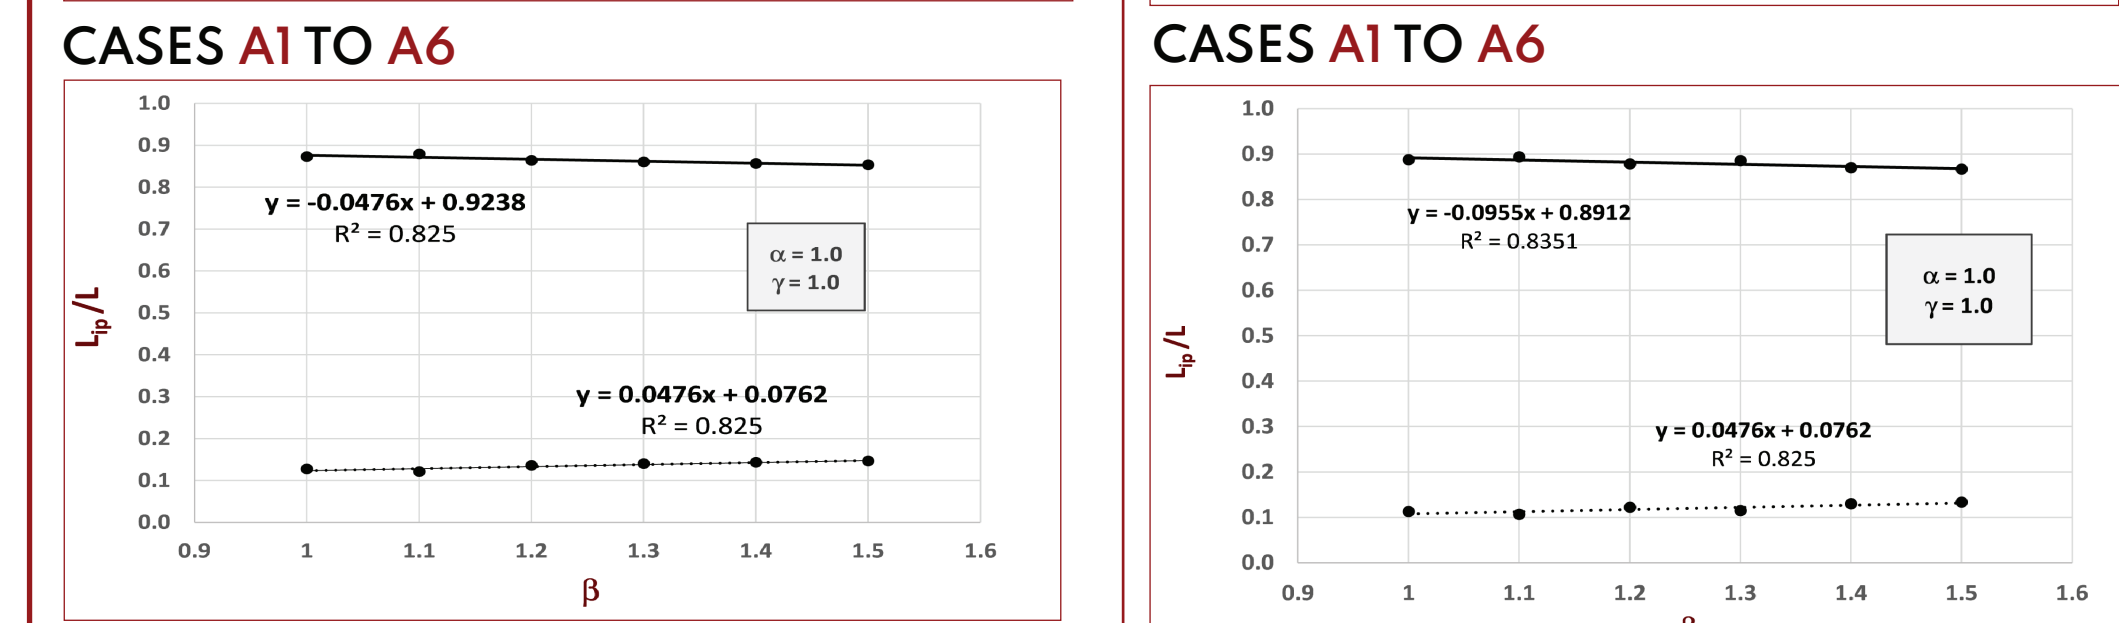 CASES A1 TO A6
1.0
0.9
0.8
0.7
0.6
0.5
0.4
0.3
0.2
0.1
0.0
Lip/L
y = -0.0476x + 0.9238
R² = 0.825
α = 1.0
γ = 1.0
y = 0.0476x + 0.0762
R² = 0.825
0.9 1 1.1 1.2 1.3 1.4 1.5 1.6
β
CASES A1 TO A6
1.0
0.9
0.8
0.7
0.6
0.5
0.4
0.3
0.2
0.1
0.0
Lip/L
y = -0.0955x + 0.8912
R² = 0.8351
α = 1.0
γ = 1.0
y = 0.0476x + 0.0762
R² = 0.825
0.9 1 1.1 1.2 1.3 1.4 1.5 1.6